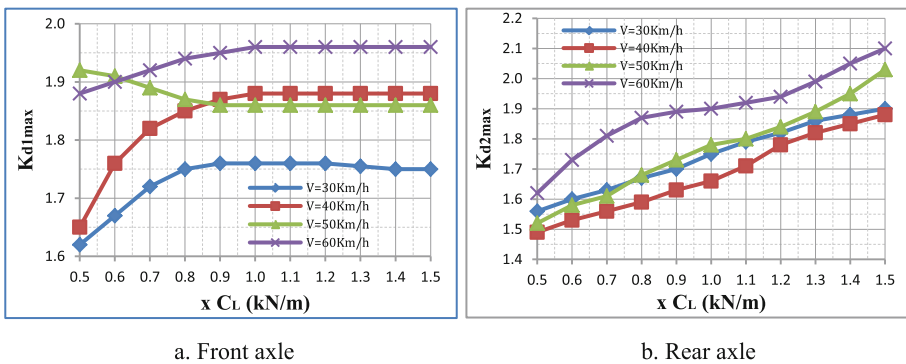 2.0
1.9
1.8
1.7
1.6
Kd1max
V=30Km/h
V=40Km/h
V=50Km/h
V=60Km/h
0.5 0.6 0.7 0.8 0.9 1.0 1.1 1.2 1.3 1.4 1.5
x CL (kN/m)
a. Front axle
2.2
2.1
2.0
1.9
1.8
1.7
1.6
1.5
1.4
Kd2max
V=30Km/h
V=40Km/h
V=50Km/h
V=60Km/h
0.5 0.6 0.7 0.8 0.9 1.0 1.1 1.2 1.3 1.4 1.5
x CL (kN/m)
b. Rear axle